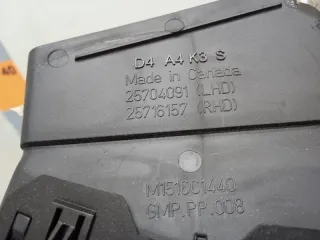 D4 A4 K3 S
Made in Canada
25704091 (LHD)
25716157 (RHD)
M151001440
GMP.PP.008